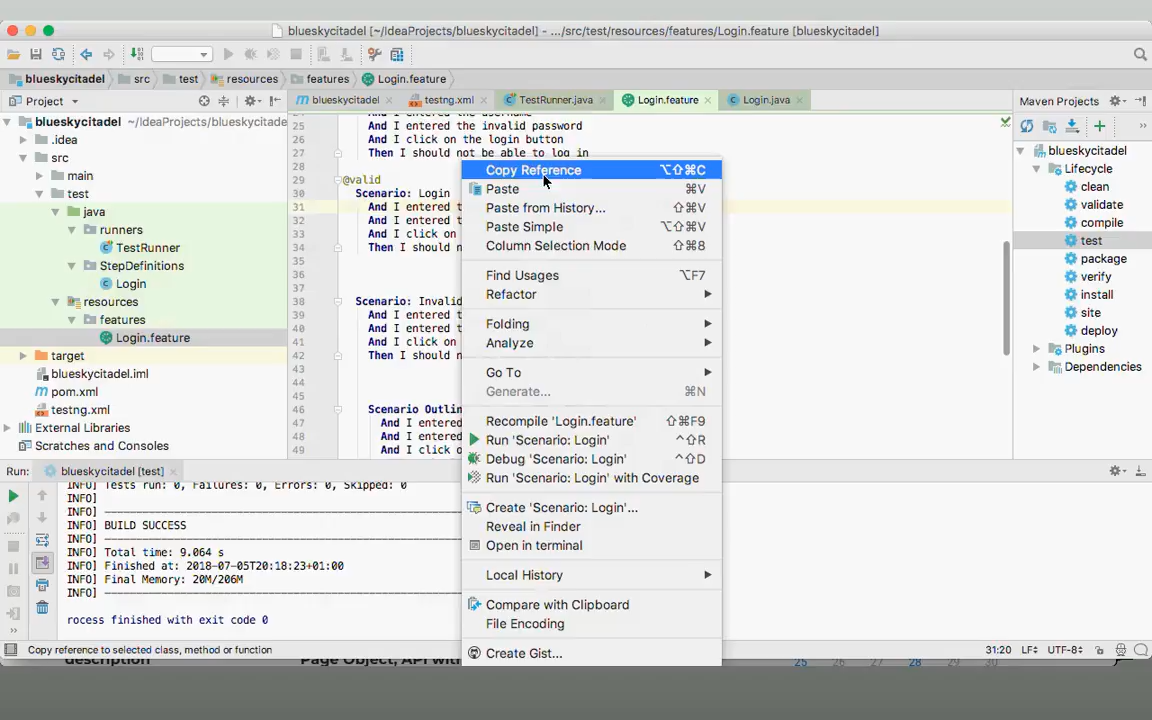 blueskycitadel [~/IdeaProjects/blueskycitadel] - .../src/test/resources/features/Login.feature [blueskycitadel]
blueskycitadel src test resources features Login.feature
Project
blueskycitadel testng.xml TestRunner.java Login.feature Login.java
Maven Projects
blueskycitadel ~/IdeaProjects/blueskycitade
.idea
src
main
test
java
runners
TestRunner
StepDefinitions
Login
resources
features
Login.feature
target
blueskycitadel.iml
pom.xml
testng.xml
External Libraries
Scratches and Consoles
25 And I entered the invalid password
26 And I click on the login button
27 Then I should not be able to log in
28
29 @valid
30 Scenario: Login
31 And I entered t
32 And I entered t
33 And I click on
34 Then I should n
35
36
37
38 Scenario: Invalid
39 And I entered t
40 And I entered t
41 And I click on
42 Then I should n
43
44
45
46 Scenario Outlin
47 And I entered
48 And I entered
49 And I click o
Copy Reference ⌥⇧⌘C
Paste ⌘V
Paste from History... ⇧⌘V
Paste Simple ⌥⇧⌘V
Column Selection Mode ⇧⌘8
Find Usages ⌥F7
Refactor
Folding
Analyze
Go To
Generate... ⌘N
Recompile 'Login.feature' ⇧⌘F9
Run 'Scenario: Login' ^⇧R
Debug 'Scenario: Login' ^⇧D
Run 'Scenario: Login' with Coverage
Create 'Scenario: Login'...
Reveal in Finder
Open in terminal
Local History
Compare with Clipboard
File Encoding
Create Gist...
blueskycitadel
Lifecycle
clean
validate
compile
test
package
verify
install
site
deploy
Plugins
Dependencies
Run: blueskycitadel [test]
INFO] Tests run: 0, Failures: 0, Errors: 0, Skipped: 0
INFO]
INFO] ------------------------------------------------------------------------
INFO] BUILD SUCCESS
INFO] ------------------------------------------------------------------------
INFO] Total time: 9.064 s
INFO] Finished at: 2018-07-05T20:18:23+01:00
INFO] Final Memory: 20M/206M
INFO] ------------------------------------------------------------------------
rocess finished with exit code 0
Copy reference to selected class, method or function
31:20 LF÷ UTF-8÷
description Page Object, API wit
25 26 27 28 29 30